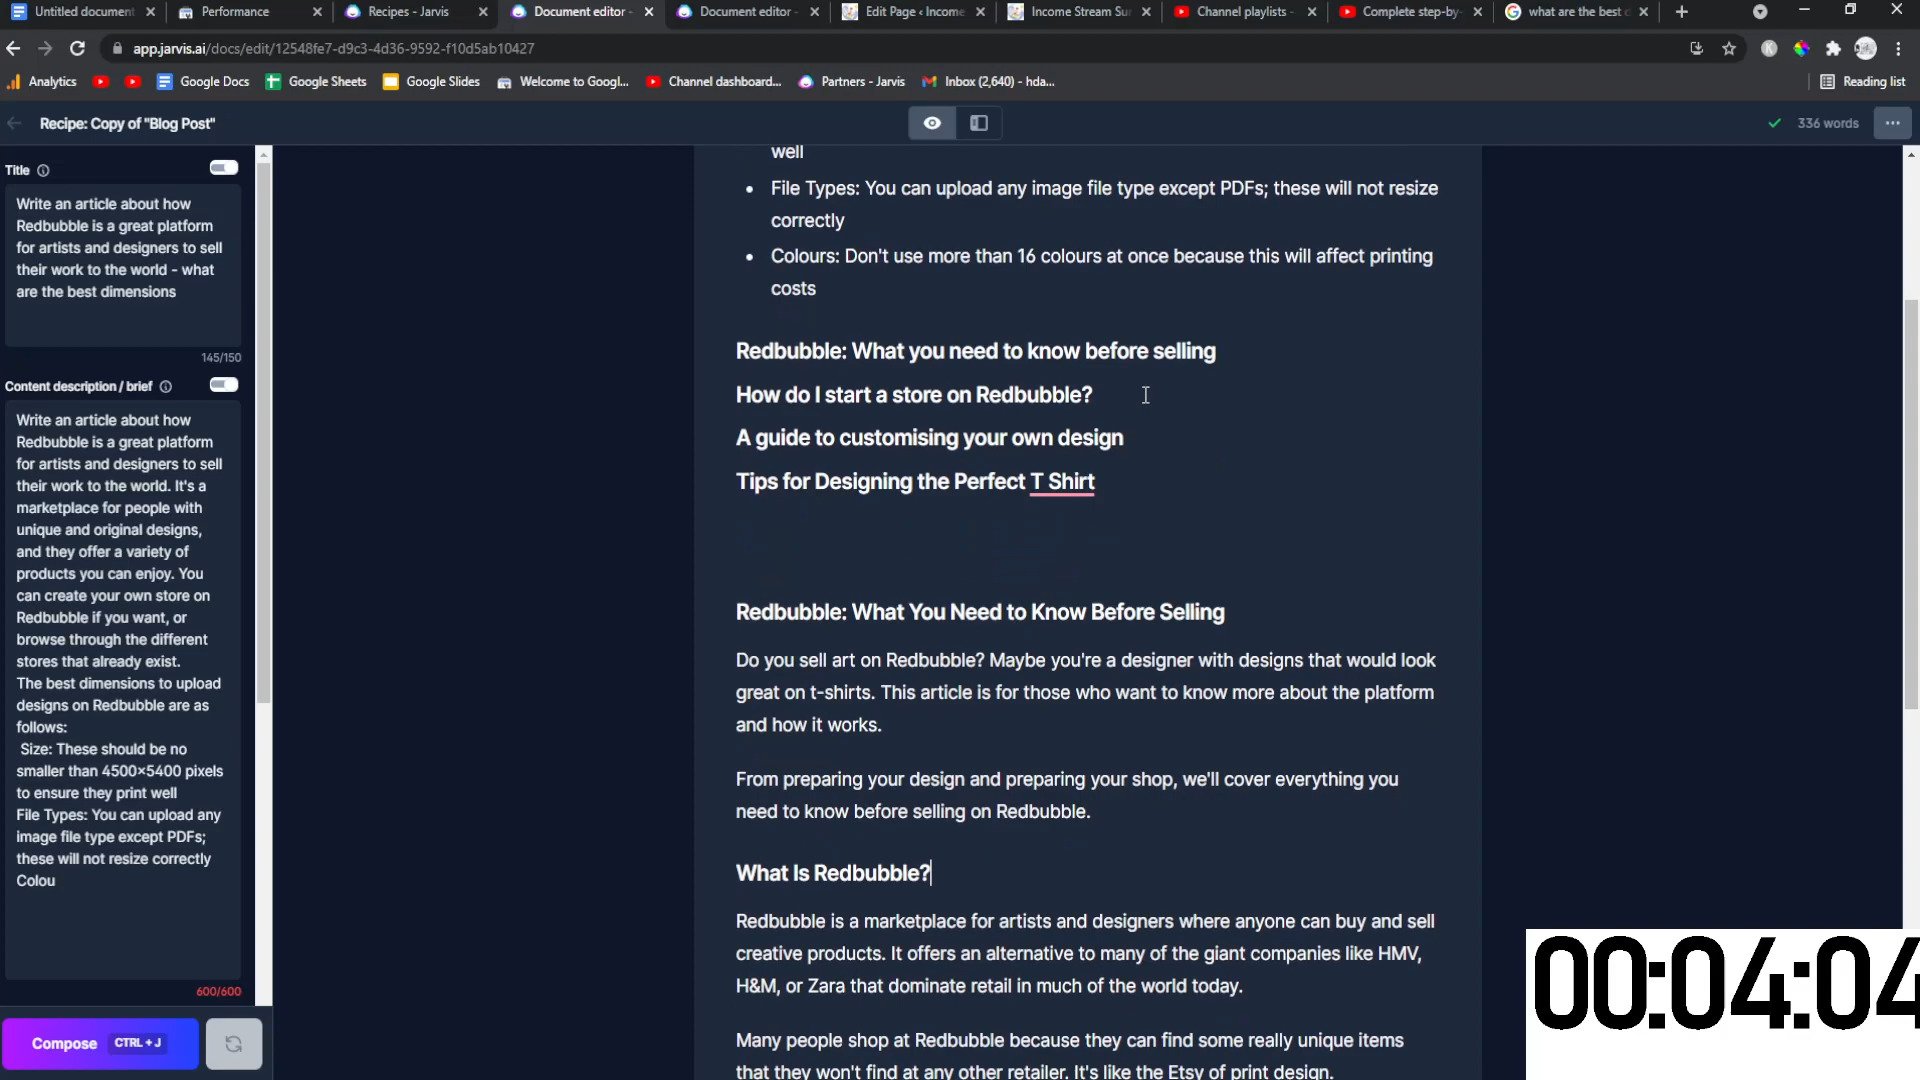 Untitled document
Performance
Recipes - Jarvis
Document editor -
Document editor -
Edit Page ‹ Income
Income Stream Su
Channel playlists -
Complete step-by-
what are the best d
app.jarvis.ai/docs/edit/12548fe7-d9c3-4d36-9592-f10d5ab10427
Analytics
Google Docs
Google Sheets
Google Slides
Welcome to Googl...
Channel dashboard...
Partners - Jarvis
Inbox (2,640) - hda...
Reading list
Recipe: Copy of "Blog Post"
336 words
Title
Write an article about how
Redbubble is a great platform
for artists and designers to sell
their work to the world - what
are the best dimensions
145/150
Content description / brief
Write an article about how
Redbubble is a great platform
for artists and designers to sell
their work to the world. It's a
marketplace for people with
unique and original designs,
and they offer a variety of
products you can enjoy. You
can create your own store on
Redbubble if you want, or
browse through the different
stores that already exist.
The best dimensions to upload
designs on Redbubble are as
follows:
Size: These should be no
smaller than 4500×5400 pixels
to ensure they print well
File Types: You can upload any
image file type except PDFs;
these will not resize correctly
Colou
600/600
Compose CTRL + J
well
• File Types: You can upload any image file type except PDFs; these will not resize
correctly
• Colours: Don't use more than 16 colours at once because this will affect printing
costs
Redbubble: What you need to know before selling
How do I start a store on Redbubble?
A guide to customising your own design
Tips for Designing the Perfect T Shirt
Redbubble: What You Need to Know Before Selling
Do you sell art on Redbubble? Maybe you're a designer with designs that would look
great on t-shirts. This article is for those who want to know more about the platform
and how it works.
From preparing your design and preparing your shop, we'll cover everything you
need to know before selling on Redbubble.
What Is Redbubble?
Redbubble is a marketplace for artists and designers where anyone can buy and sell
creative products. It offers an alternative to many of the giant companies like HMV,
H&M, or Zara that dominate retail in much of the world today.
Many people shop at Redbubble because they can find some really unique items
that they won't find at any other retailer. It's like the Etsy of print design.
00:04:04